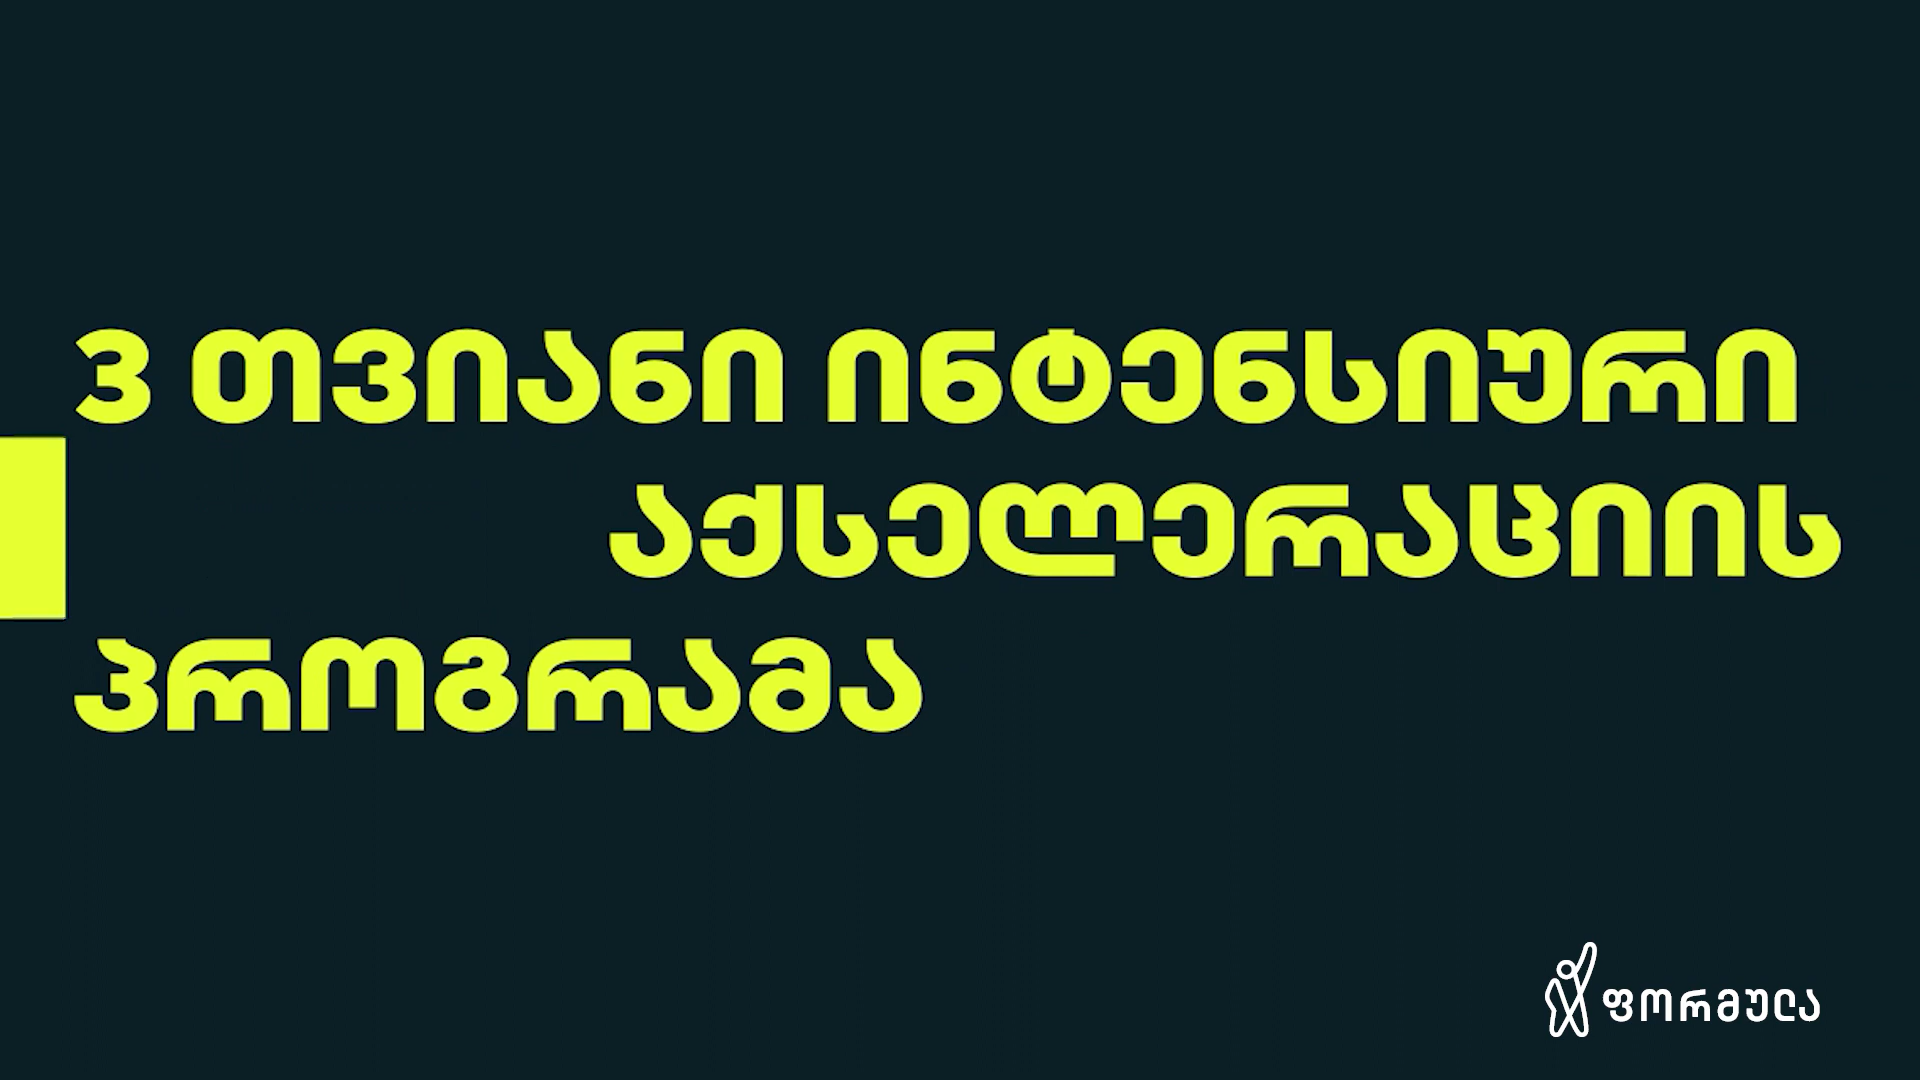 3 თვიანი ინტენსიური
აქსელერაციის
პროგრამა
ფორმულა